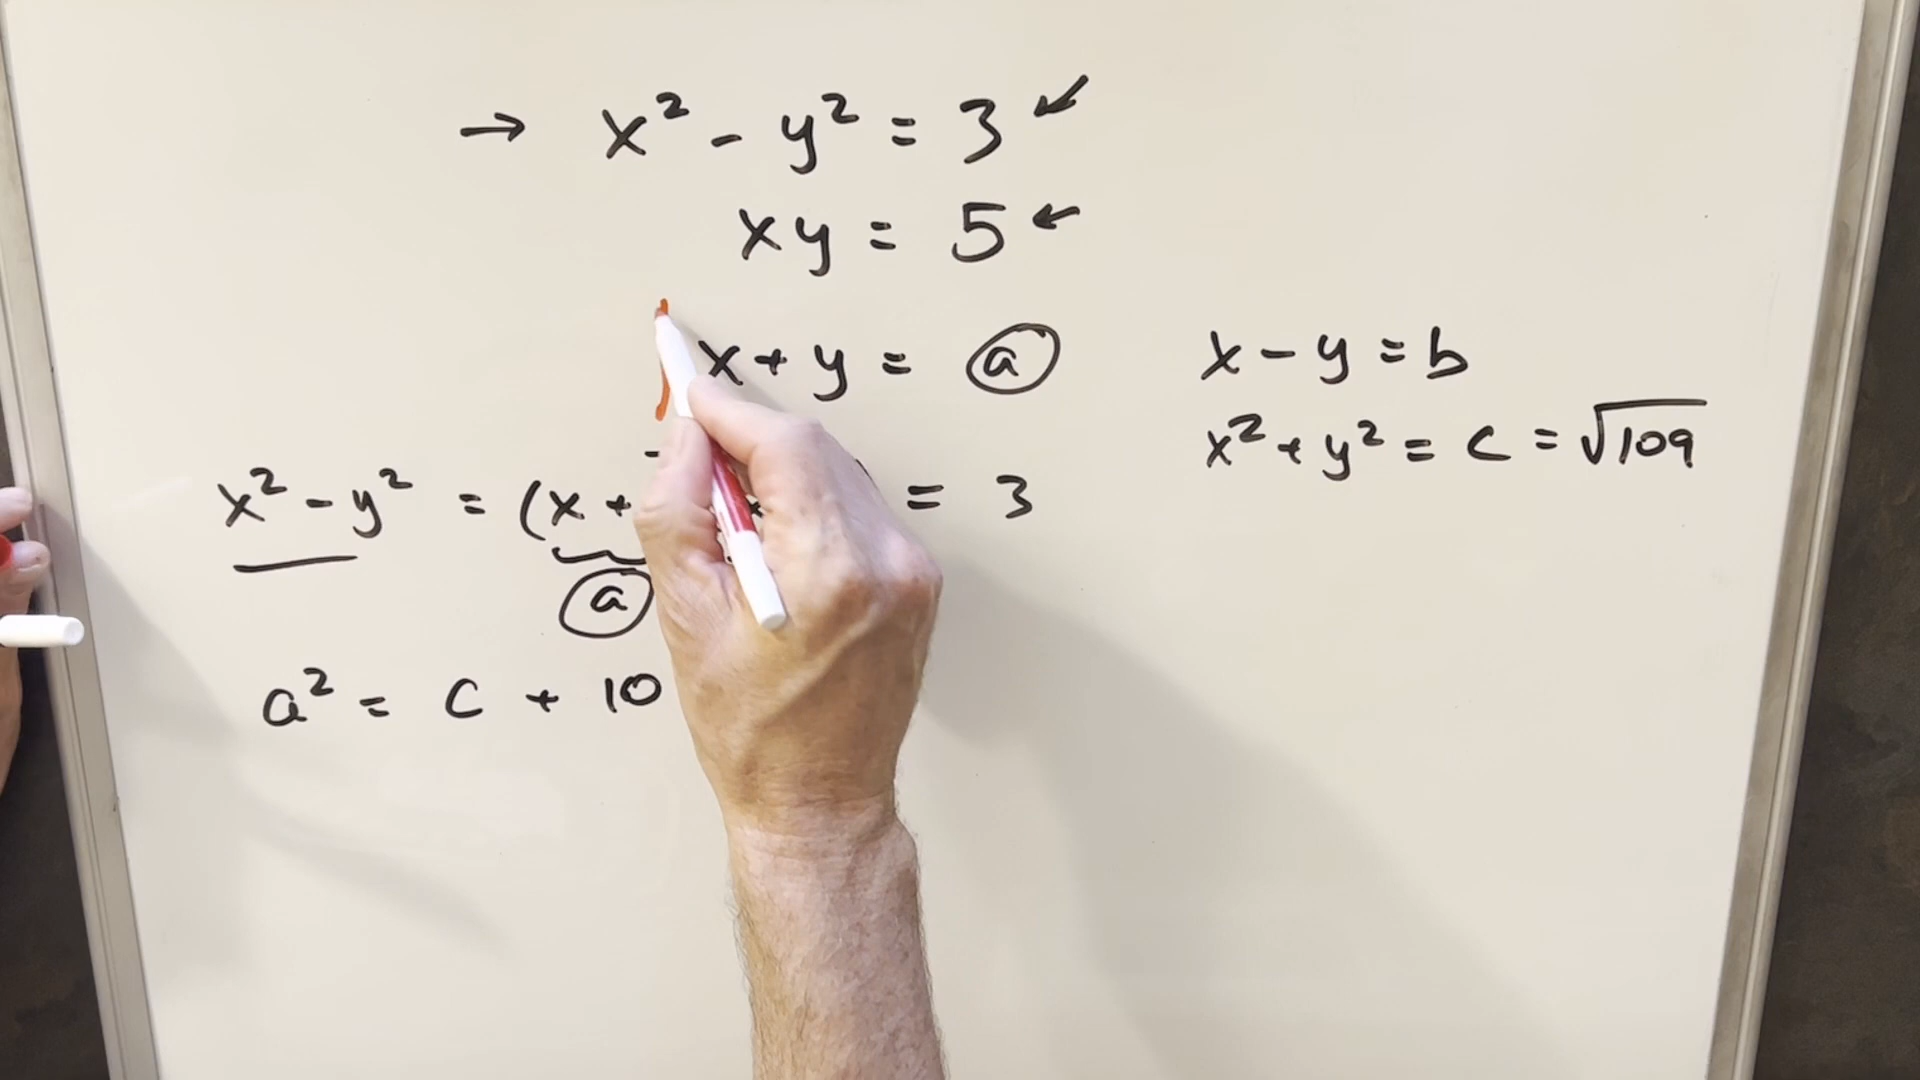 → x² - y² = 3 ↙
xy = 5 ←
x + y = a
x - y = b
x² + y² = c = √109
x² - y² = (x + = 3
a
a² = c + 10